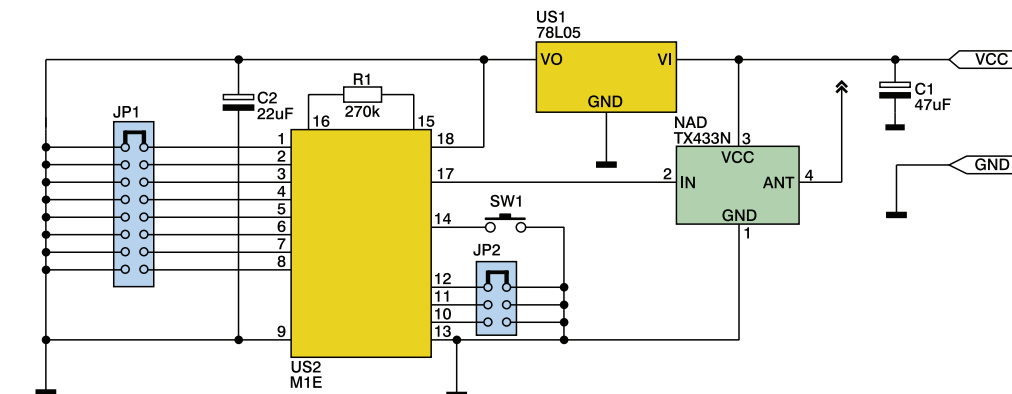 US1
78L05
VO
VI
GND
VCC
C1
47uF
GND
NAD
TX433N
VCC
3
2
IN
ANT
4
GND
1
R1
270k
C2
22uF
16
15
JP1
1
2
3
4
5
6
7
8
9
18
17
14
12
11
10
13
SW1
JP2
US2
M1E